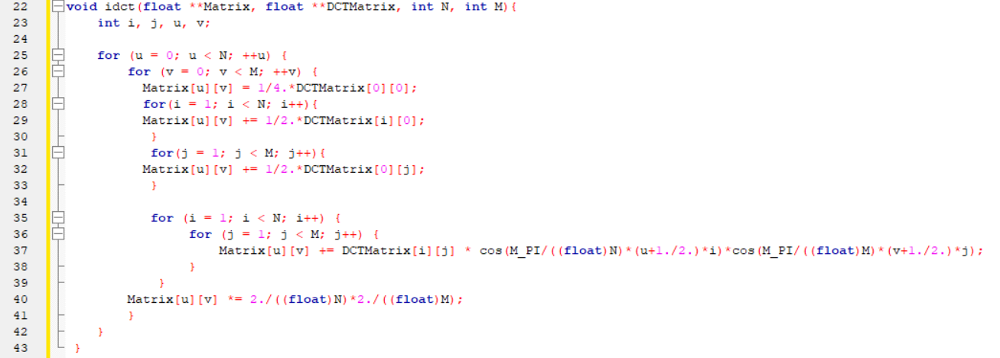 22 void idct(float **Matrix, float **DCTMatrix, int N, int M){
23 int i, j, u, v;
24
25 for (u = 0; u < N; ++u) {
26 for (v = 0; v < M; ++v) {
27 Matrix[u][v] = 1/4.*DCTMatrix[0][0];
28 for(i = 1; i < N; i++){
29 Matrix[u][v] += 1/2.*DCTMatrix[i][0];
30 }
31 for(j = 1; j < M; j++){
32 Matrix[u][v] += 1/2.*DCTMatrix[0][j];
33 }
34
35 for (i = 1; i < N; i++) {
36 for (j = 1; j < M; j++) {
37 Matrix[u][v] += DCTMatrix[i][j] * cos(M_PI/((float)N)*(u+1./2.)*i)*cos(M_PI/((float)M)*(v+1./2.)*j);
38 }
39 }
40 Matrix[u][v] *= 2./((float)N)*2./((float)M);
41 }
42 }
43 }